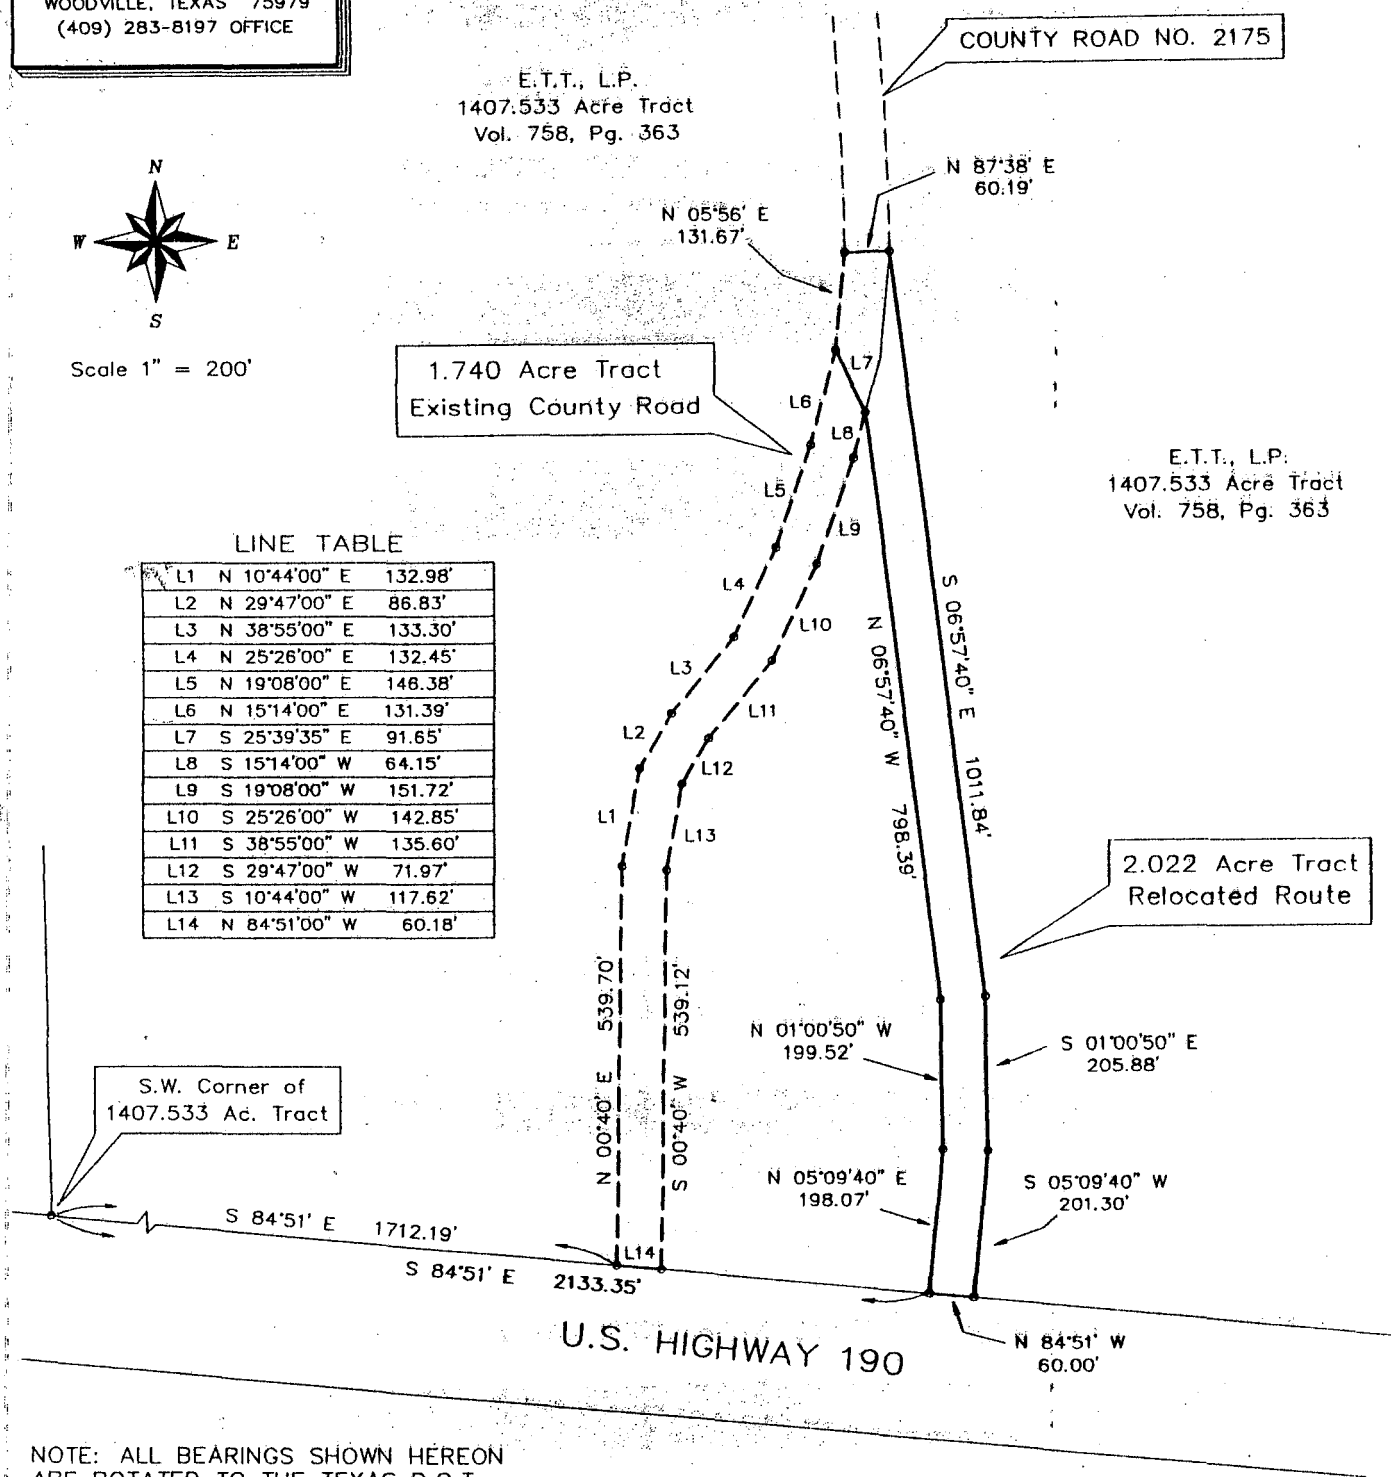 WOODVILLE, TEXAS 75979
(409) 283-8197 OFFICE
COUNTY ROAD NO. 2175
E.T.T., L.P.
1407.533 Acre Tract
Vol. 758, Pg. 363
N 87°38' E
60.19'
N 05°56' E
131.67'
N
W
E
S
Scale 1" = 200'
1.740 Acre Tract
Existing County Road
L7
L6
L8
L5
L9
L4
L10
L3
L11
L2
L12
L1
L13
E.T.T., L.P.
1407.533 Acre Tract
Vol. 758, Pg. 363
LINE TABLE
L1 N 10°44'00" E 132.98'
L2 N 29°47'00" E 86.83'
L3 N 38°55'00" E 133.30'
L4 N 25°26'00" E 132.45'
L5 N 19°08'00" E 146.38'
L6 N 15°14'00" E 131.39'
L7 S 25°39'35" E 91.65'
L8 S 15°14'00" W 64.15'
L9 S 19°08'00" W 151.72'
L10 S 25°26'00" W 142.85'
L11 S 38°55'00" W 135.60'
L12 S 29°47'00" W 71.97'
L13 S 10°44'00" W 117.62'
L14 N 84°51'00" W 60.18'
N 06°57'40" W 798.39'
S 06°57'40" E 1011.84'
2.022 Acre Tract
Relocated Route
N 00°40' E 539.70'
S 00°40' W 539.12'
N 01°00'50" W
199.52'
S 01°00'50" E
205.88'
S.W. Corner of
1407.533 Ac. Tract
N 05°09'40" E
198.07'
S 05°09'40" W
201.30'
S 84°51' E 1712.19'
L14
S 84°51' E 2133.35'
U.S. HIGHWAY 190
N 84°51' W
60.00'
NOTE: ALL BEARINGS SHOWN HEREON
ARE ROTATED TO THE TEXAS D.O.T.